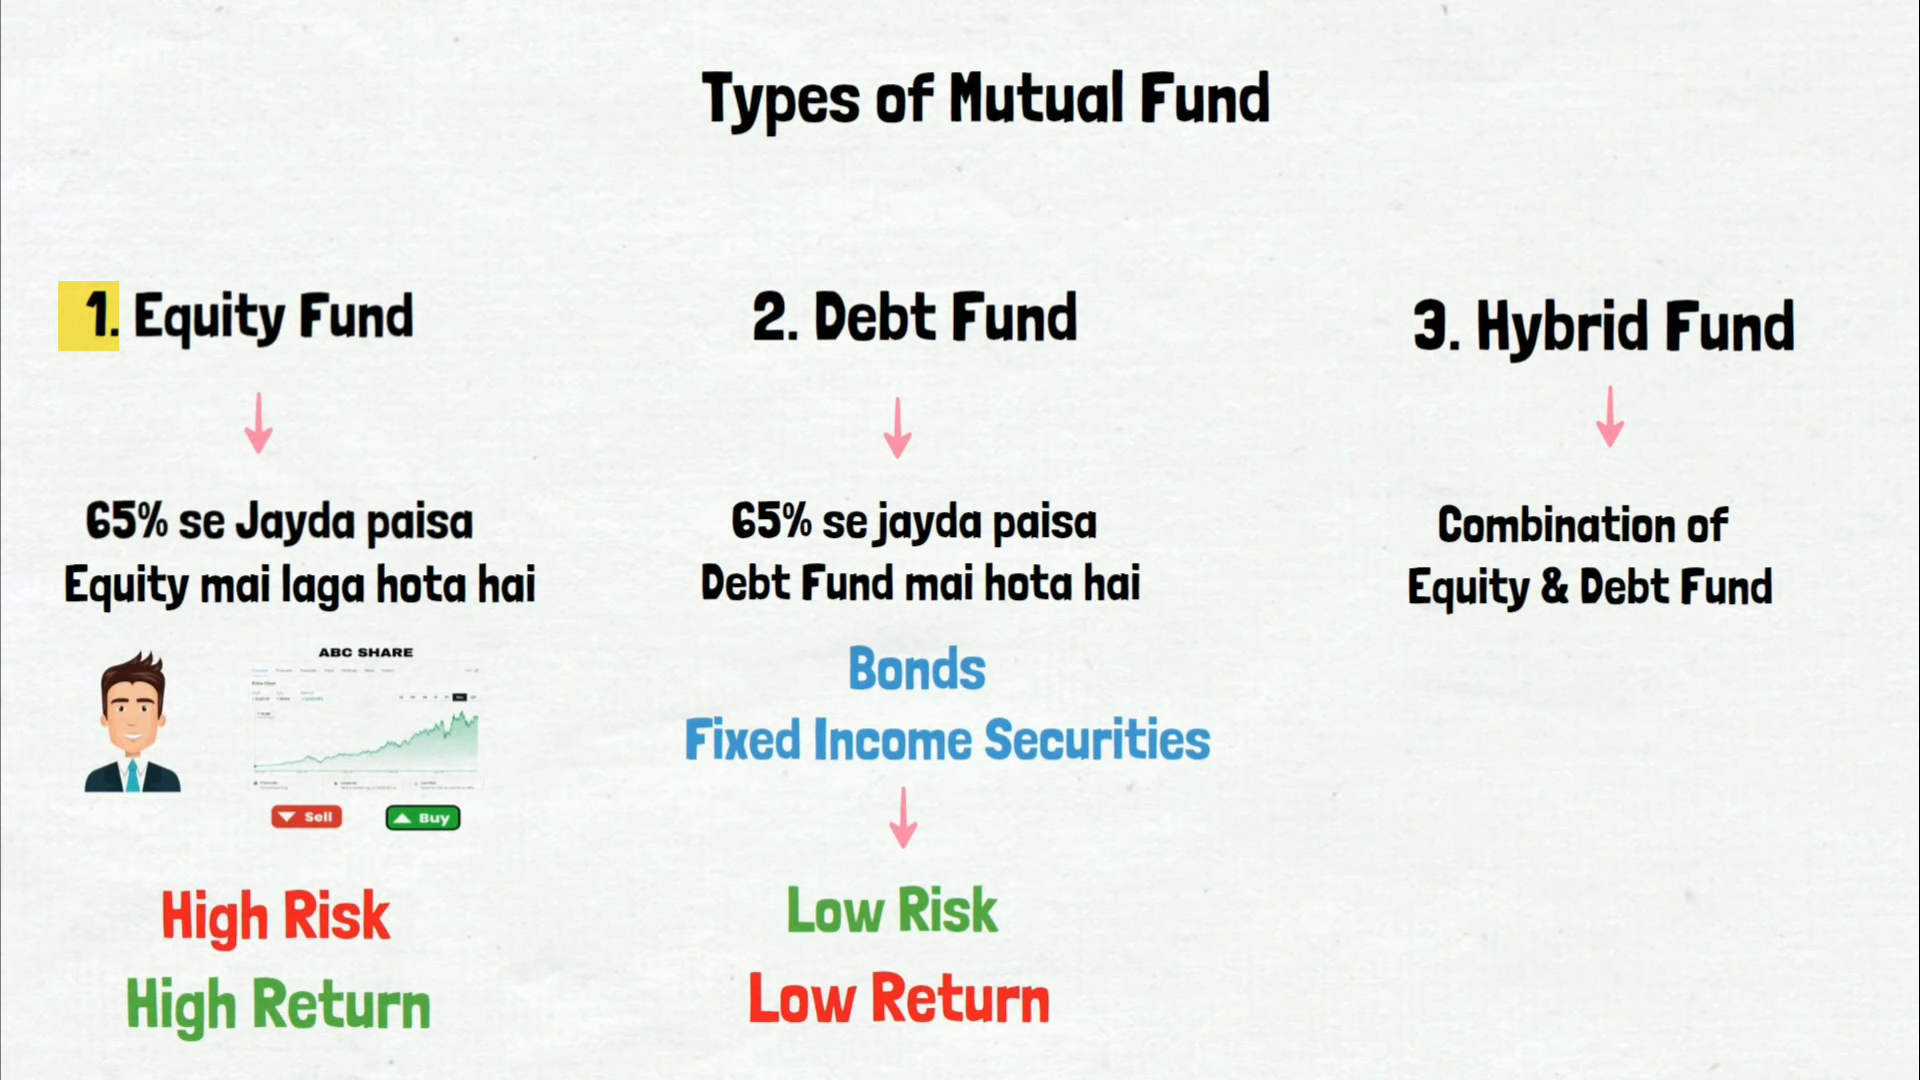 Types of Mutual Fund
1. Equity Fund
65% se Jayda paisa
Equity mai laga hota hai
ABC SHARE
Sell
Buy
High Risk
High Return
2. Debt Fund
65% se jayda paisa
Debt Fund mai hota hai
Bonds
Fixed Income Securities
Low Risk
Low Return
3. Hybrid Fund
Combination of
Equity & Debt Fund